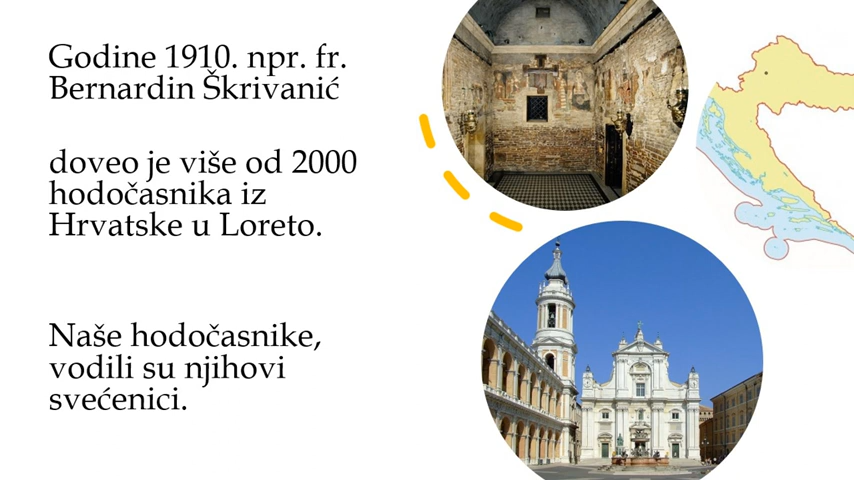 Godine 1910. npr. fr.
Bernardin Škrivanić
doveo je više od 2000
hodočasnika iz
Hrvatske u Loreto.
Naše hodočasnike,
vodili su njihovi
svećenici.